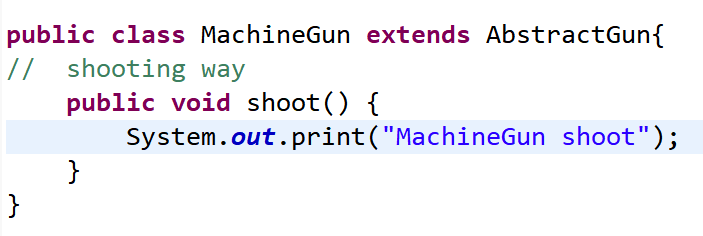 public class MachineGun extends AbstractGun{
//  shooting way
    public void shoot() {
        System.out.print("MachineGun shoot");
    }
}